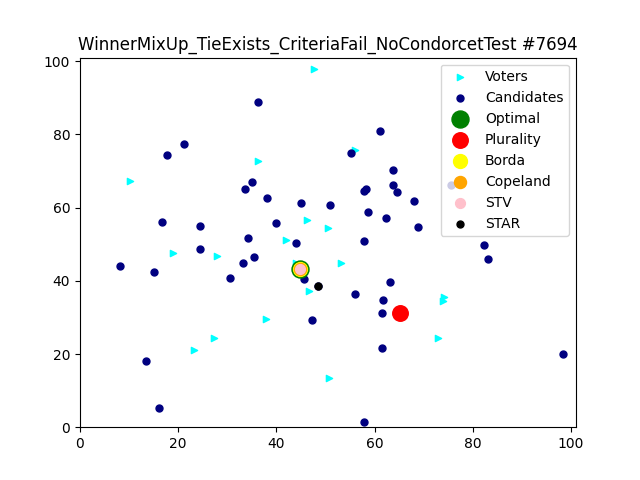 WinnerMixUp_TieExists_CriteriaFail_NoCondorcetTest #7694
100
80
60
40
20
0
0 20 40 60 80 100
Voters
Candidates
Optimal
Plurality
Borda
Copeland
STV
STAR